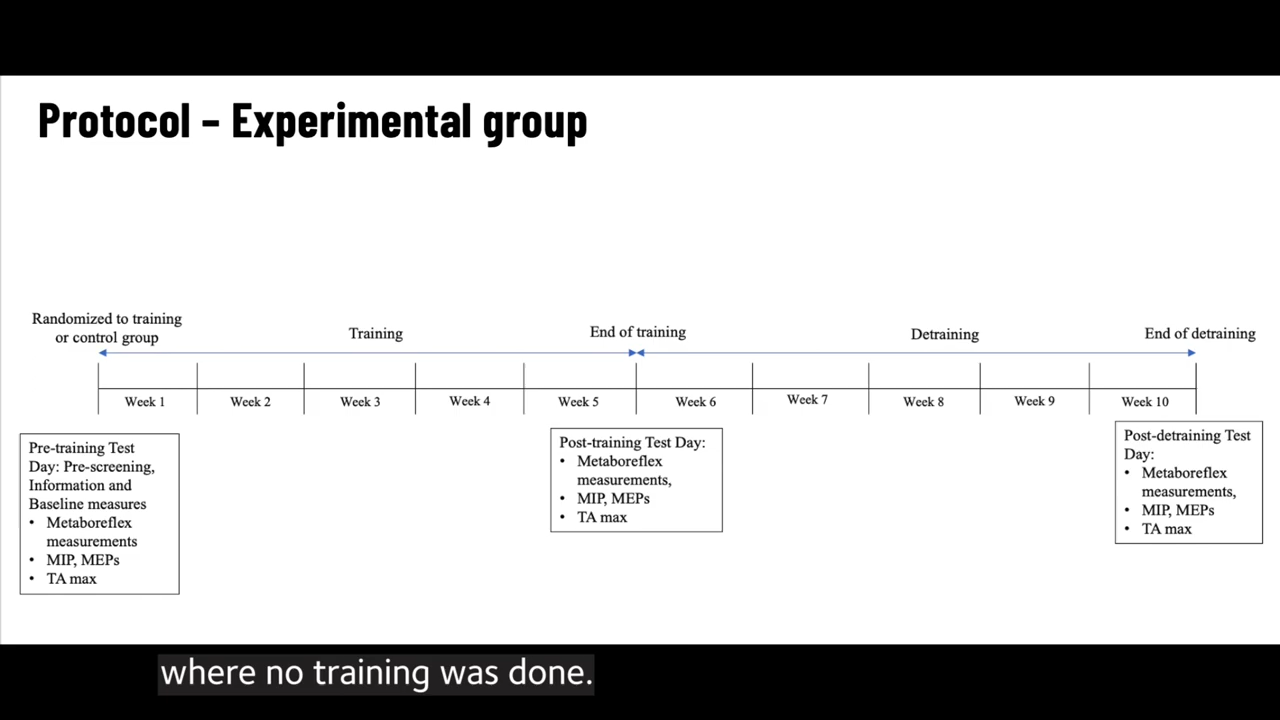 Protocol – Experimental group
Randomized to training
or control group
Training
End of training
Detraining
End of detraining
Week 1
Week 2
Week 3
Week 4
Week 5
Week 6
Week 7
Week 8
Week 9
Week 10
Pre-training Test
Day: Pre-screening,
Information and
Baseline measures
• Metaboreflex
measurements
• MIP, MEPs
• TA max
Post-training Test Day:
• Metaboreflex
measurements,
• MIP, MEPs
• TA max
Post-detraining Test
Day:
• Metaboreflex
measurements,
• MIP, MEPs
• TA max
where no training was done.